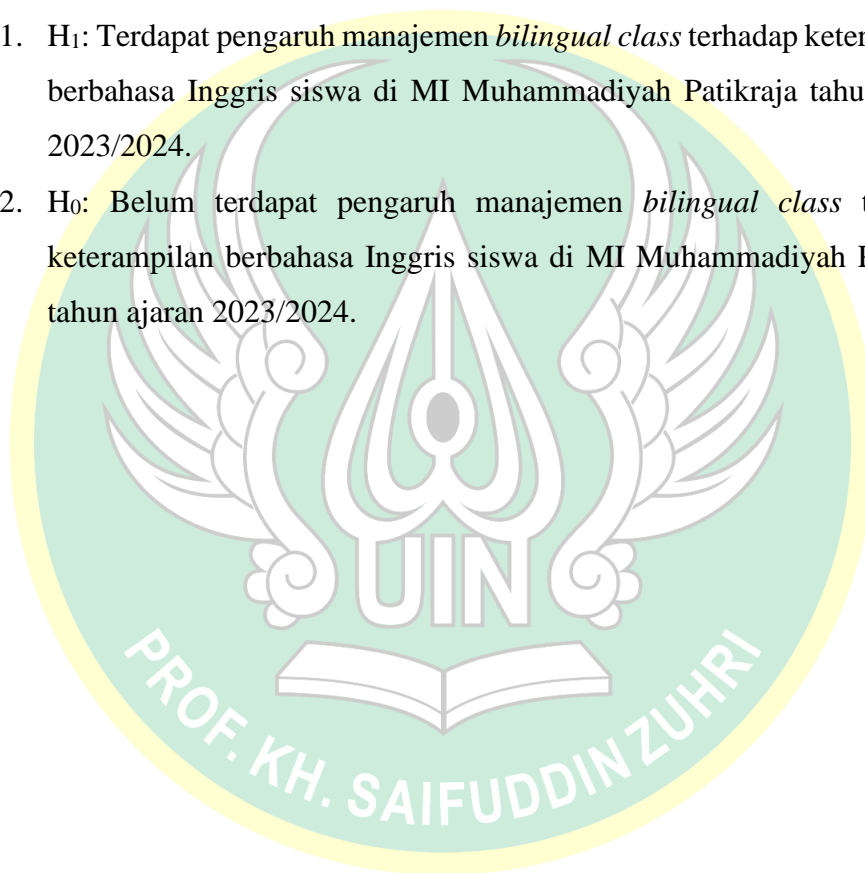 1. H₁: Terdapat pengaruh manajemen bilingual class terhadap
berbahasa Inggris siswa di MI Muhammadiyah Patikraja
2023/2024.
2. H₀: Belum terdapat pengaruh manajemen bilingual class
keterampilan berbahasa Inggris siswa di MI Muhammadiyah
tahun ajaran 2023/2024.
UIN
PROF. KH. SAIFUDDIN ZUHRI